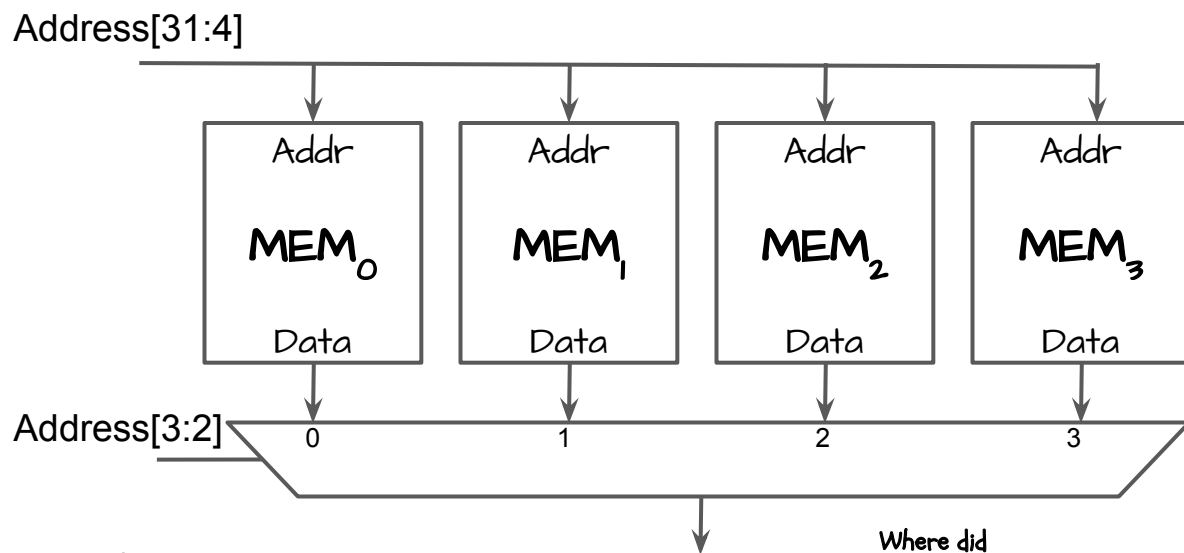 Address[31:4]
Addr Addr Addr Addr
MEM0 MEM1 MEM2 MEM3
Data Data Data Data
Address[3:2]
0 1 2 3
Where did